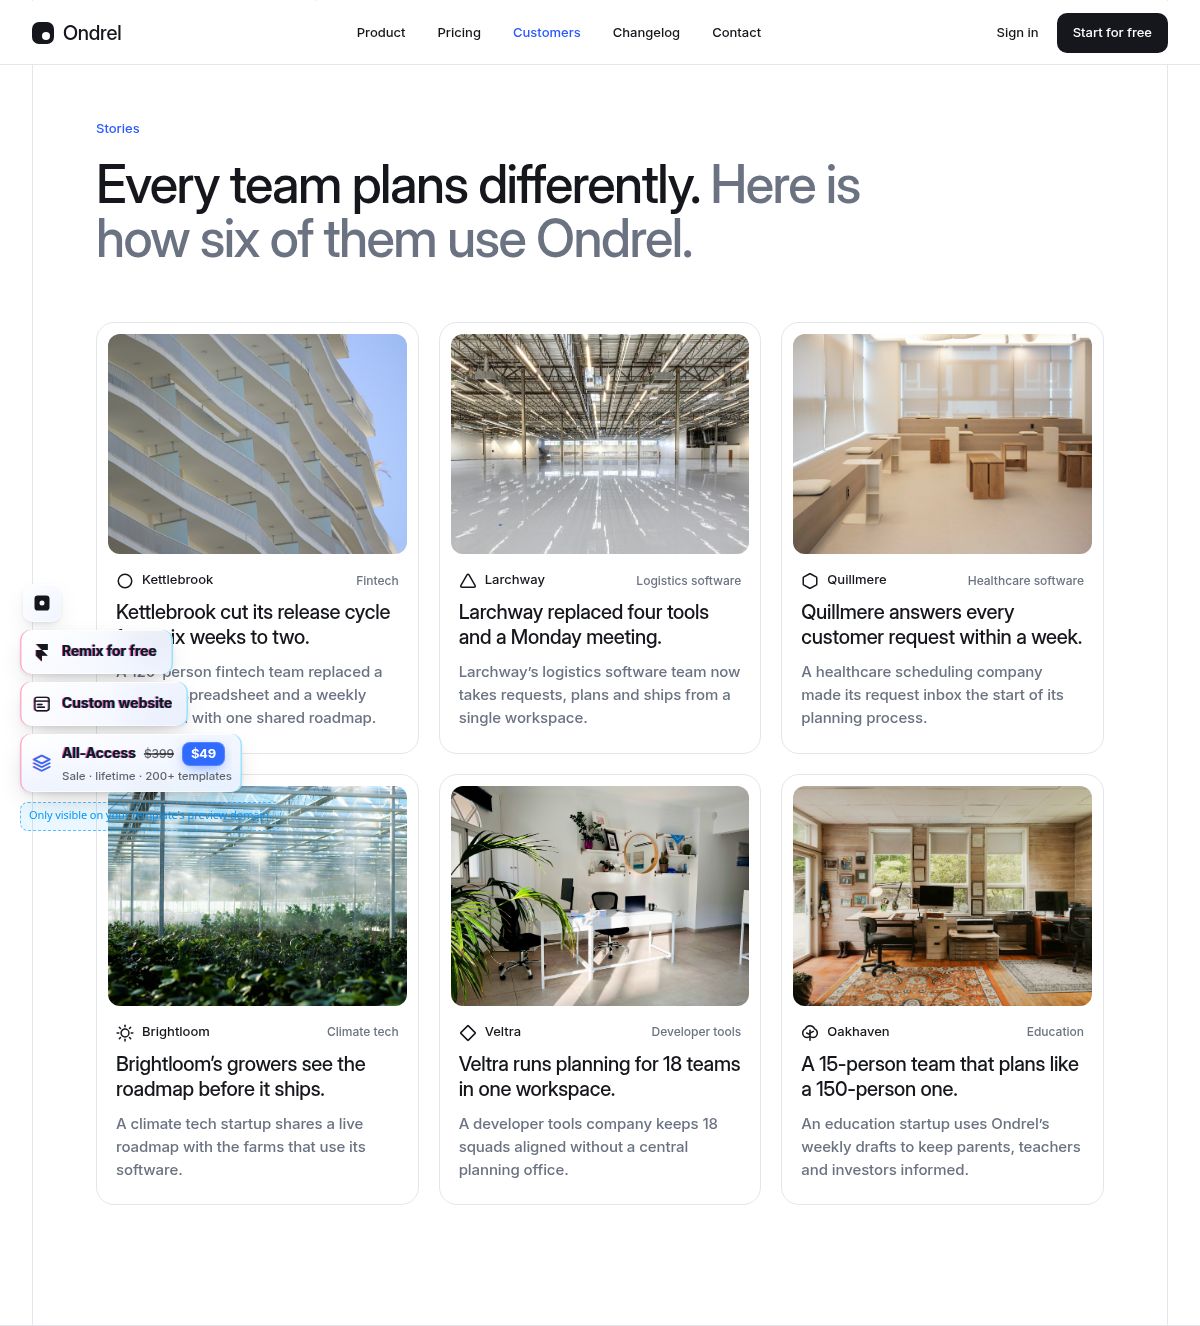 Ondrel
Product
Pricing
Customers
Changelog
Contact
Sign in
Start for free
Stories
Every team plans differently. Here is
how six of them use Ondrel.
Kettlebrook
Fintech
Kettlebrook cut its release cycle
six weeks to two.
A 120-person fintech team replaced a
spreadsheet and a weekly
with one shared roadmap.
Larchway
Logistics software
Larchway replaced four tools
and a Monday meeting.
Larchway’s logistics software team now
takes requests, plans and ships from a
single workspace.
Quillmere
Healthcare software
Quillmere answers every
customer request within a week.
A healthcare scheduling company
made its request inbox the start of its
planning process.
Remix for free
Custom website
All-Access $399 $49
Sale · lifetime · 200+ templates
Only visible on your template's preview domain
Brightloom
Climate tech
Brightloom’s growers see the
roadmap before it ships.
A climate tech startup shares a live
roadmap with the farms that use its
software.
Veltra
Developer tools
Veltra runs planning for 18 teams
in one workspace.
A developer tools company keeps 18
squads aligned without a central
planning office.
Oakhaven
Education
A 15-person team that plans like
a 150-person one.
An education startup uses Ondrel’s
weekly drafts to keep parents, teachers
and investors informed.